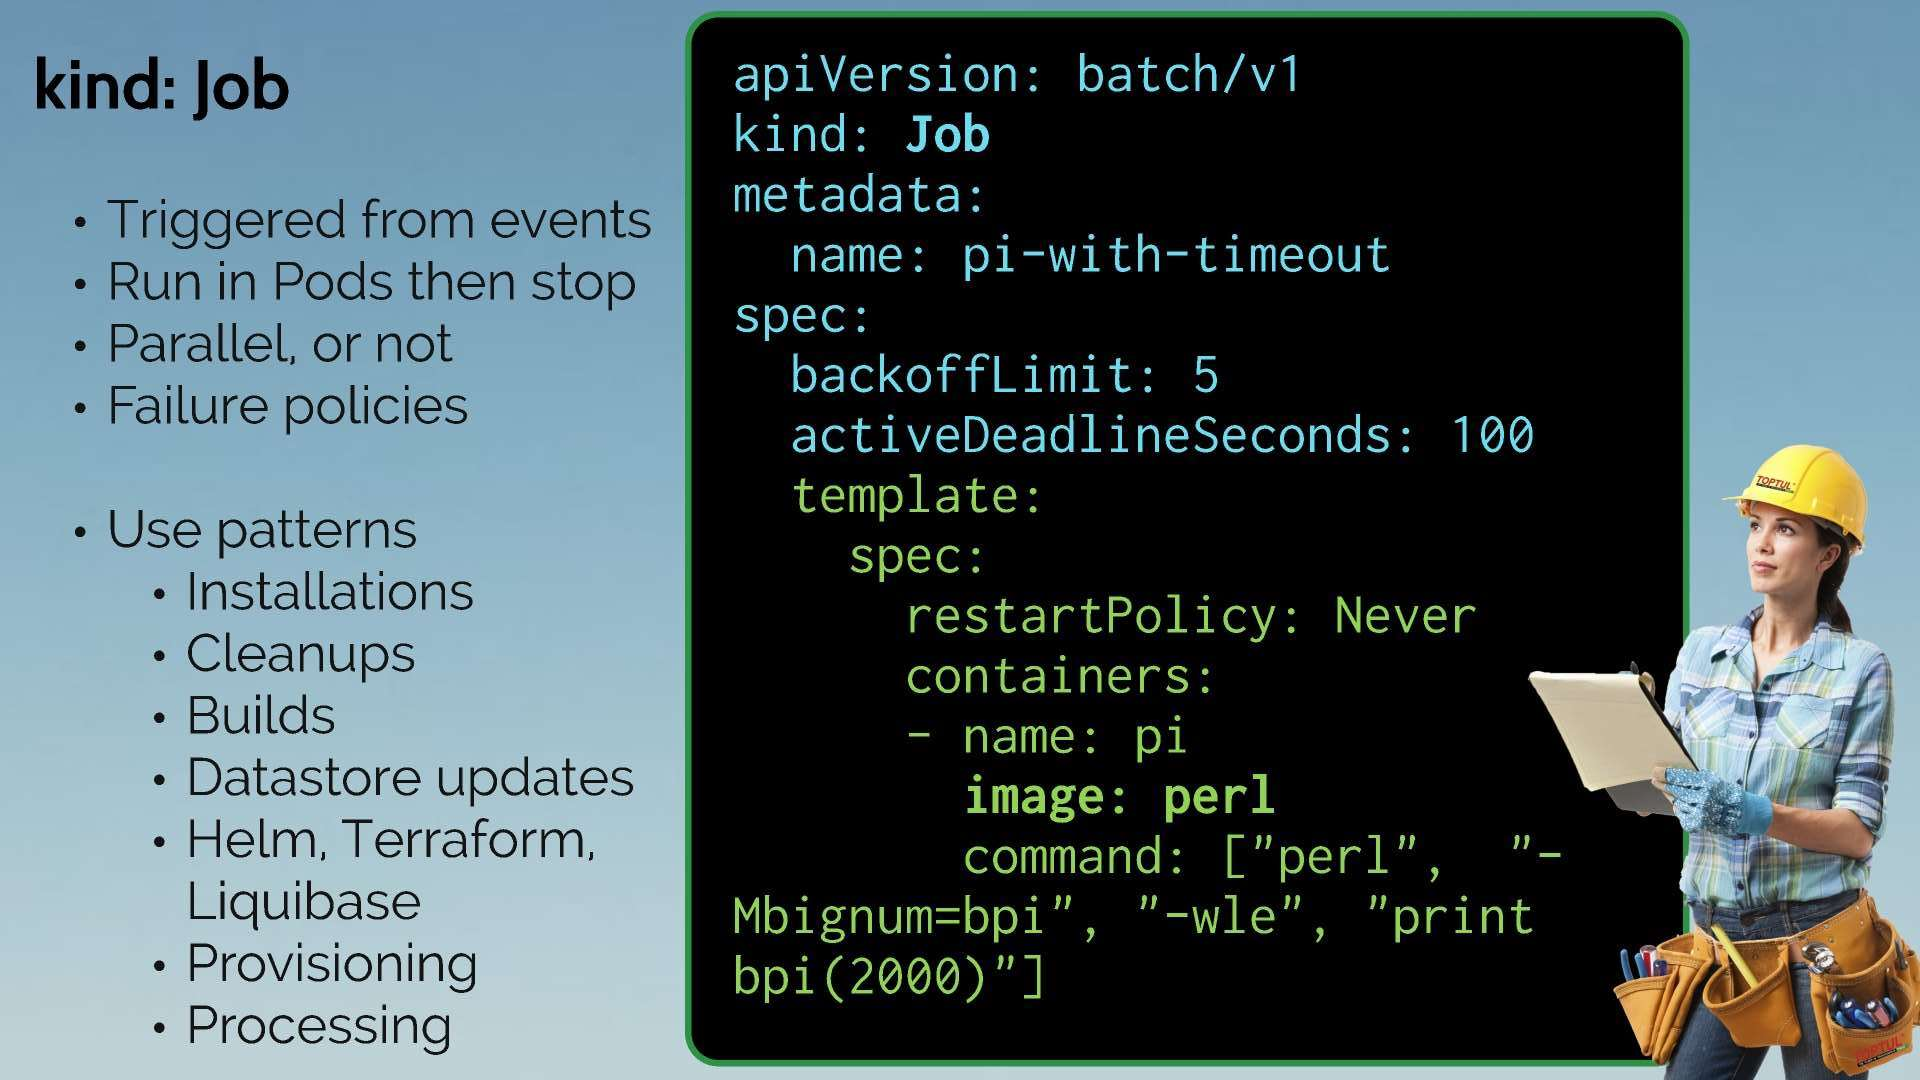 kind: Job
• Triggered from events
• Run in Pods then stop
• Parallel, or not
• Failure policies
• Use patterns
• Installations
• Cleanups
• Builds
• Datastore updates
• Helm, Terraform,
Liquibase
• Provisioning
• Processing
apiVersion: batch/v1
kind: Job
metadata:
  name: pi-with-timeout
spec:
  backoffLimit: 5
  activeDeadlineSeconds: 100
  template:
    spec:
      restartPolicy: Never
      containers:
      - name: pi
        image: perl
        command: ["perl",  "-
Mbignum=bpi", "-wle", "print
bpi(2000)"]
TOPTUL
TOPTUL